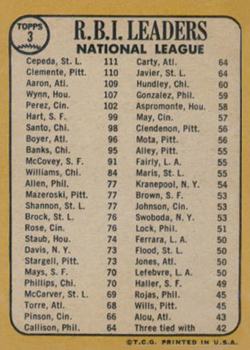 TOPPS
3
R.B.I. LEADERS
NATIONAL LEAGUE
Cepeda, St. L. 111
Clemente, Pitt. 110
Aaron, Atl. 109
Wynn, Hou. 107
Perez, Cin. 102
Hart, S. F. 99
Santo, Chi. 98
Boyer, Atl. 96
Banks, Chi. 95
McCovey, S. F. 91
Williams, Chi. 84
Allen, Phil. 77
Mazeroski, Pitt. 77
Shannon, St. L. 77
Brock, St. L. 76
Rose, Cin. 76
Staub, Hou. 74
Davis, N. Y. 73
Stargell, Pitt. 73
Mays, S. F. 70
Phillips, Chi. 70
McCarver, St. L. 69
Torre, Atl. 68
Pinson, Cin. 66
Callison, Phil. 64
Carty, Atl. 64
Javier, St. L. 64
Hundley, Chi. 60
Gonzalez, Phil. 59
Aspromonte, Hou. 58
May, Cin. 57
Clendenon, Pitt. 56
Mota, Pitt. 56
Alley, Pitt. 55
Fairly, L. A. 55
Maris, St. L. 55
Kranepool, N. Y. 54
Brown, S. F. 53
Johnson, Cin. 53
Swoboda, N. Y. 53
Lock, Phil. 51
Ferrara, L. A. 50
Flood, St. L. 50
Jones, Atl. 50
Lefebvre, L. A. 50
Haller, S. F. 49
Rojas, Phil. 45
Wills, Pitt. 45
Alou, Atl. 43
Three tied with 42
©T.C.G. PRINTED IN U.S.A.